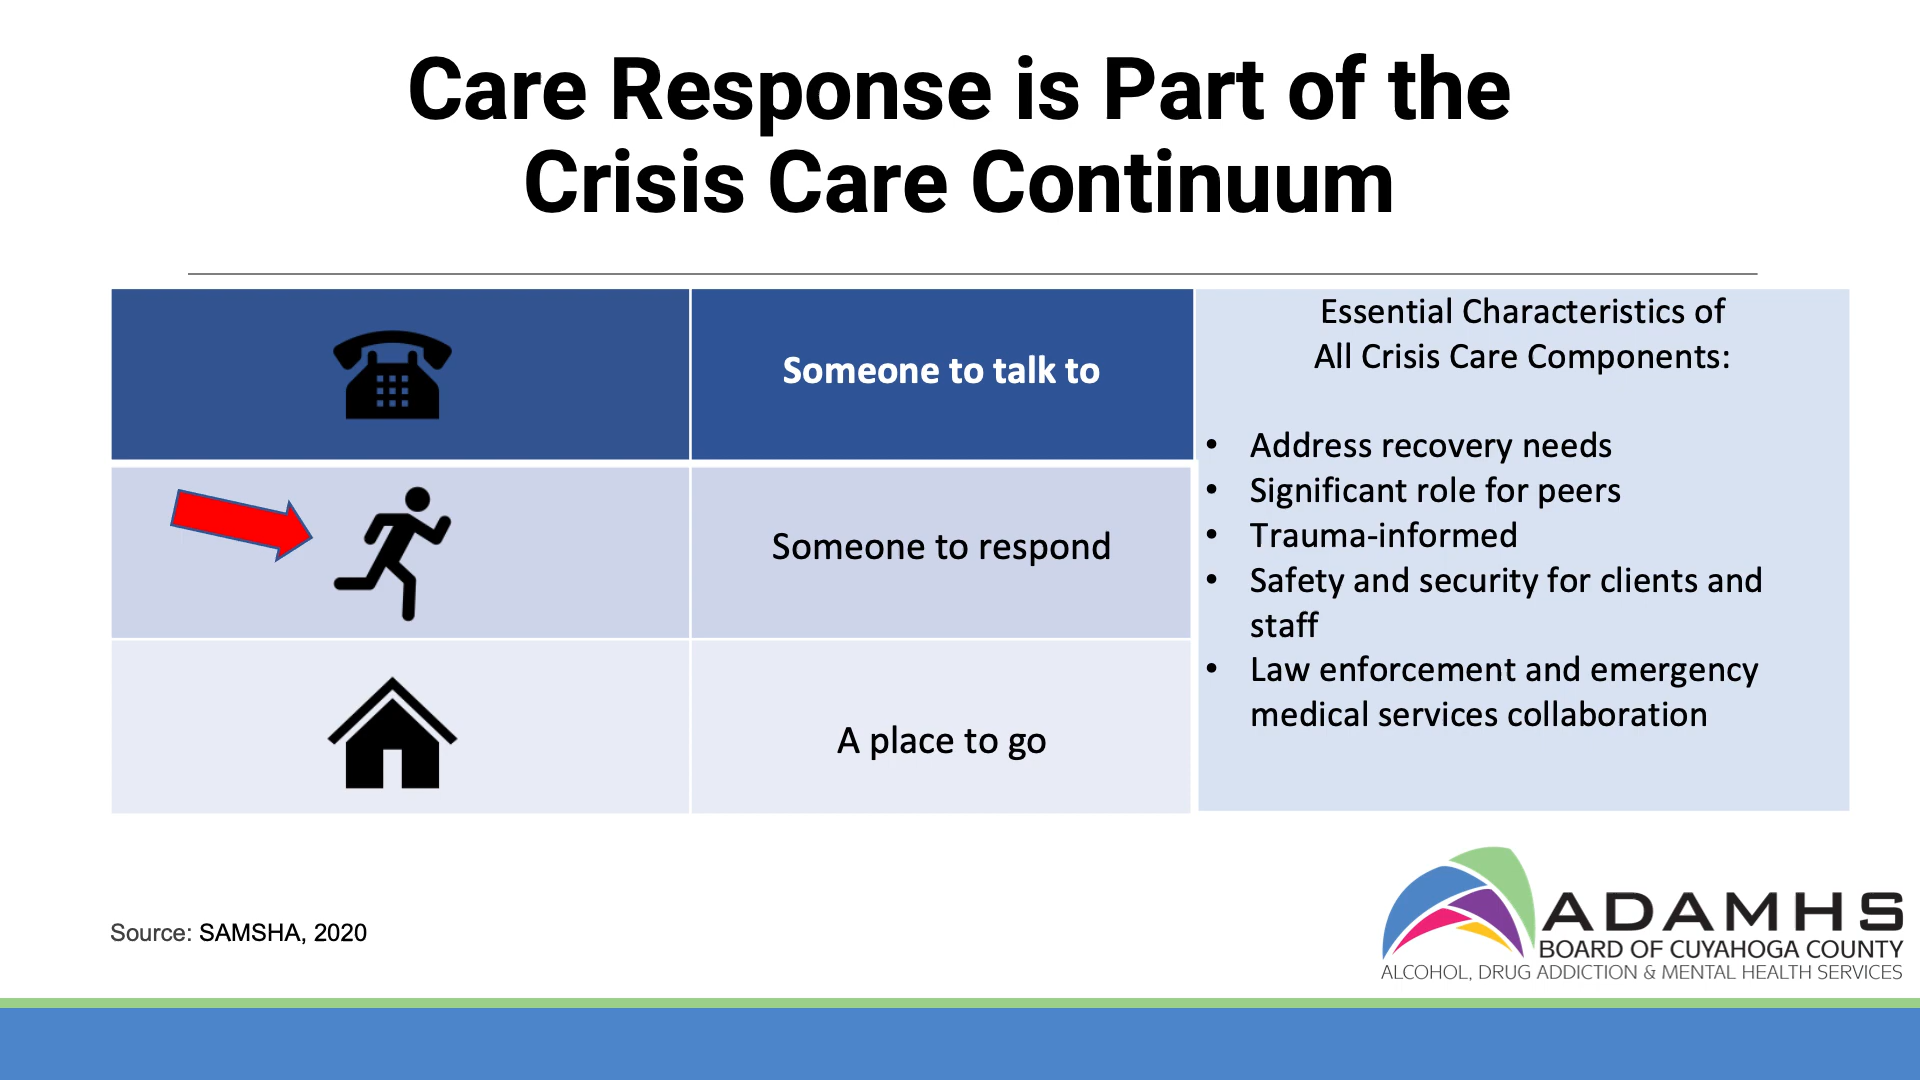 Care Response is Part of the
Crisis Care Continuum
Someone to talk to
Someone to respond
A place to go
Essential Characteristics of
All Crisis Care Components:
• Address recovery needs
• Significant role for peers
• Trauma-informed
• Safety and security for clients and
staff
• Law enforcement and emergency
medical services collaboration
Source: SAMSHA, 2020
ADAMHS
BOARD OF CUYAHOGA COUNTY
ALCOHOL, DRUG ADDICTION & MENTAL HEALTH SERVICES